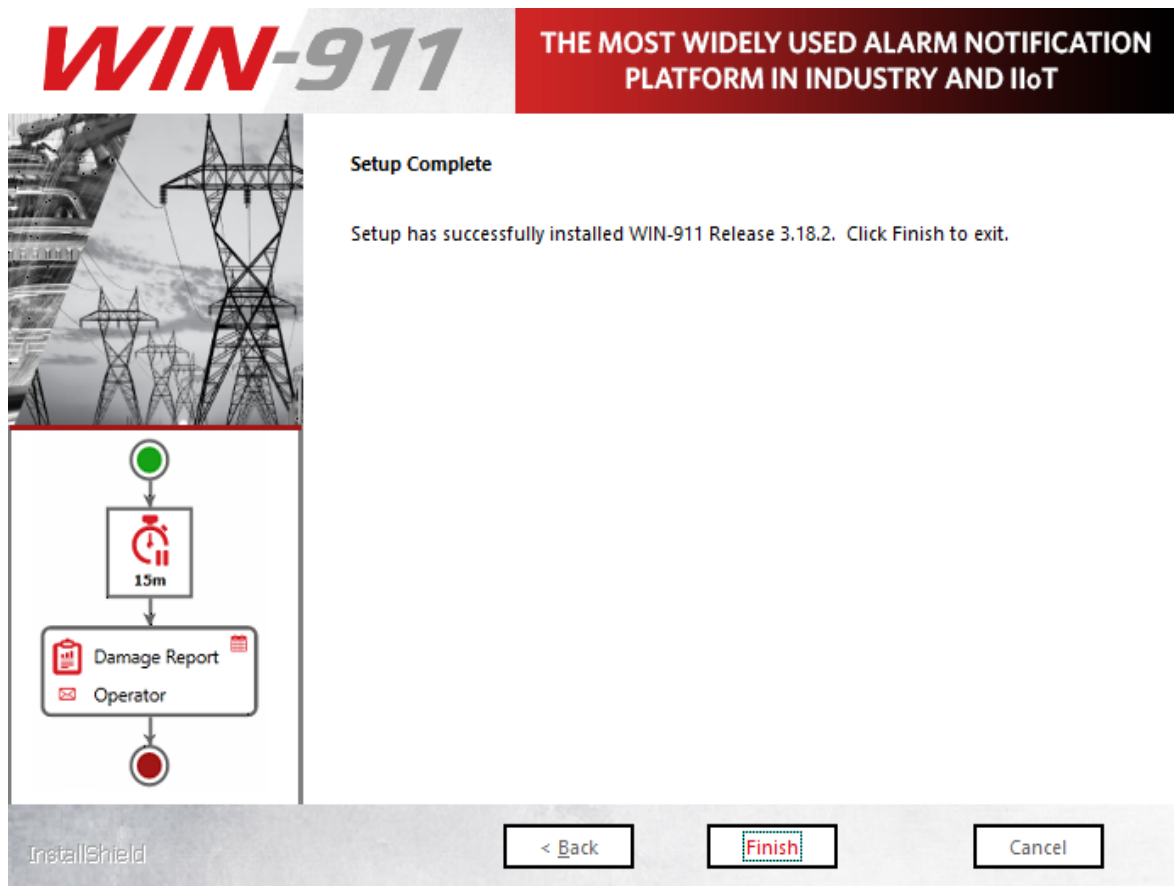 WIN-911
THE MOST WIDELY USED ALARM NOTIFICATION
PLATFORM IN INDUSTRY AND IIoT
Setup Complete
Setup has successfully installed WIN-911 Release 3.18.2.  Click Finish to exit.
15m
Damage Report
Operator
InstallShield
< Back
Finish
Cancel